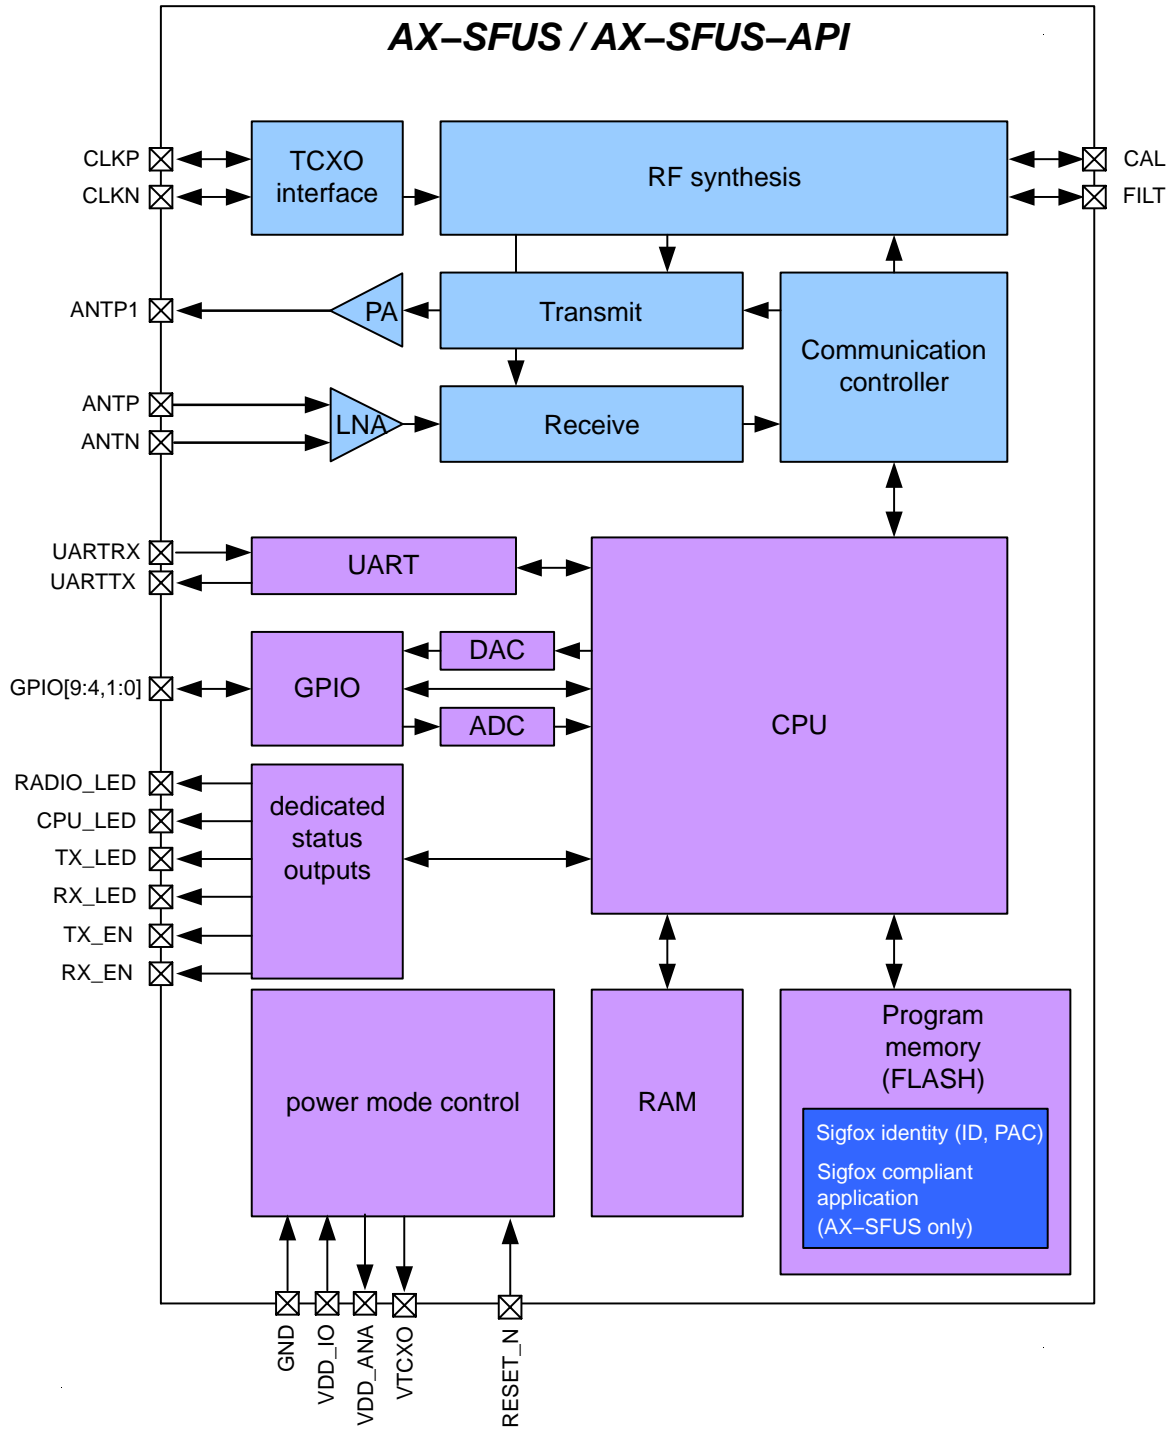 AX–SFUS / AX–SFUS–API
CLKP
CLKN
TCXO
interface
RF synthesis
CAL
FILT
ANTP1
PA
Transmit
Communication
controller
ANTP
ANTN
LNA
Receive
UARTRX
UARTTX
UART
CPU
DAC
GPIO[9:4,1:0]
GPIO
ADC
RADIO_LED
CPU_LED
TX_LED
RX_LED
TX_EN
RX_EN
dedicated
status
outputs
power mode control
RAM
Program
memory
(FLASH)
Sigfox identity (ID, PAC)
Sigfox compliant
application
(AX–SFUS only)
GND
VDD_IO
VDD_ANA
VTCXO
RESET_N